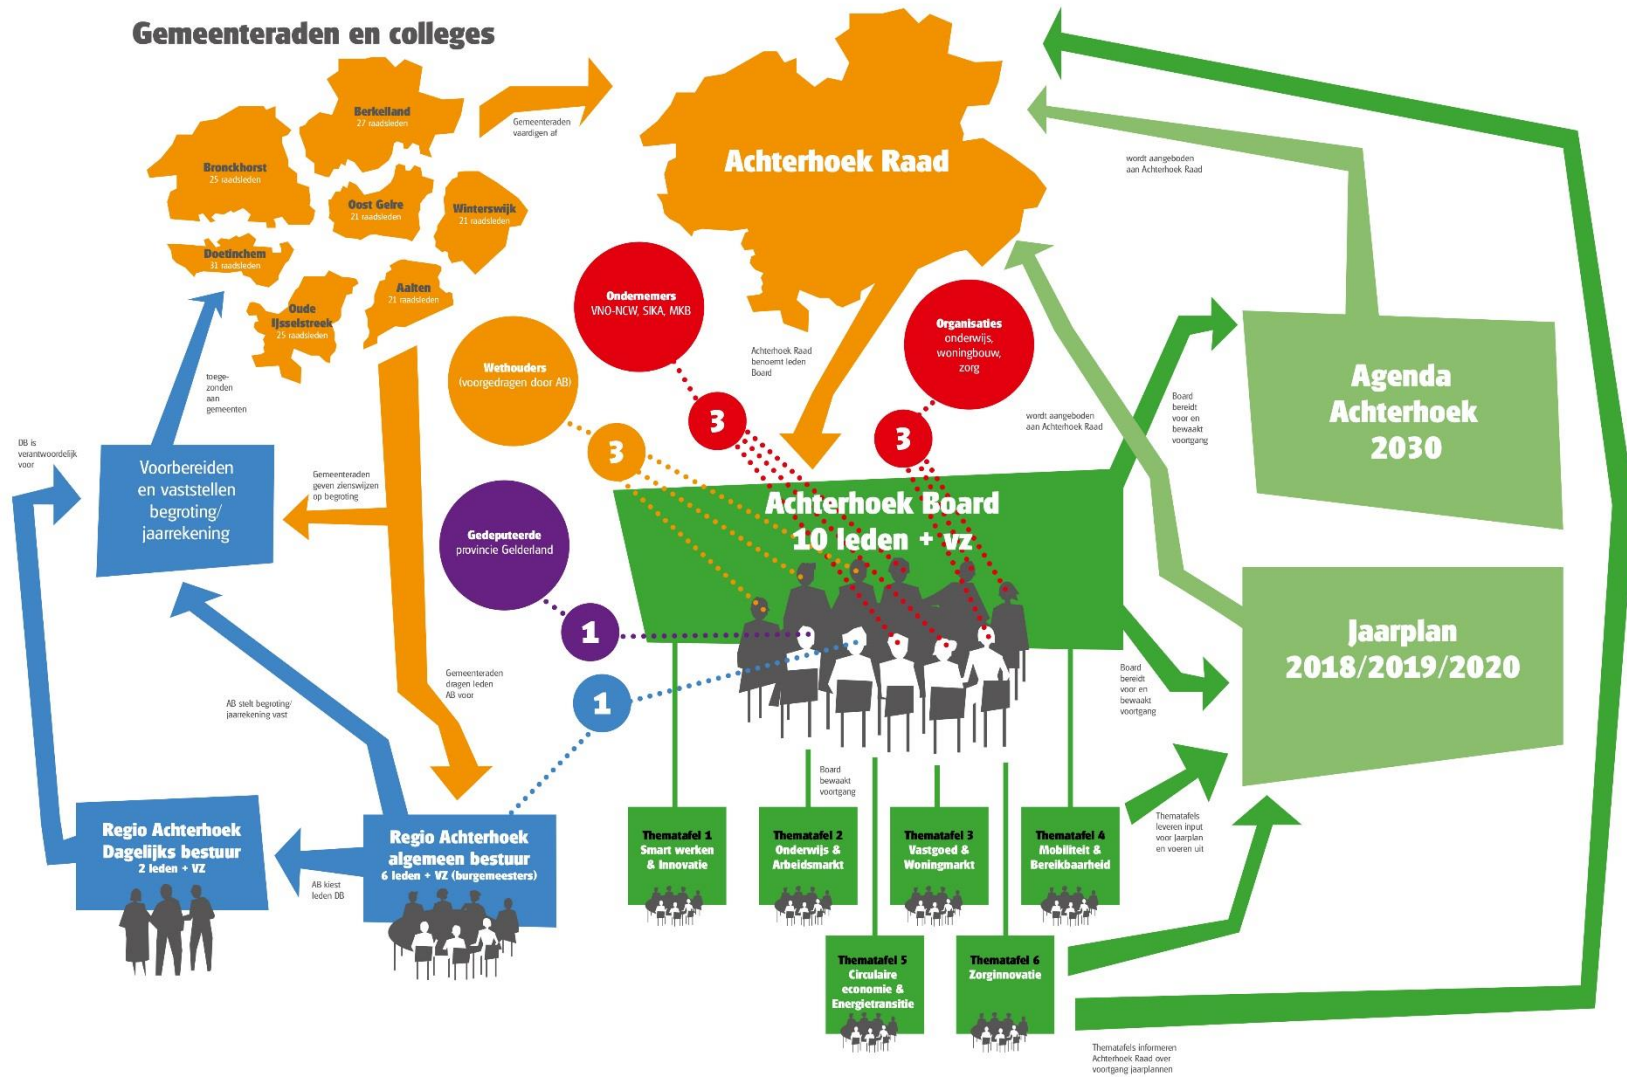 Gemeenteraden en colleges
Berkelland
27 raadsleden
Bronckhorst
25 raadsleden
Oost Gelre
21 raadsleden
Winterswijk
21 raadsleden
Doetinchem
31 raadsleden
Aalten
21 raadsleden
Oude
IJsselstreek
25 raadsleden
Gemeenteraden
vaardigen af
Achterhoek Raad
wordt aangeboden
aan Achterhoek Raad
Ondernemers
VNO-NCW, SIKA, MKB
Organisaties
onderwijs,
woningbouw,
zorg
Wethouders
(voorgedragen door AB)
Achterhoek Raad
benoemt leden
Board
3
3
3
wordt aangeboden
aan Achterhoek Raad
Board
bereidt
voor en
bewaakt
voortgang
Agenda
Achterhoek
2030
toege-
zonden
aan
gemeenten
DB is
verantwoordelijk
voor
Voorbereiden
en vaststellen
begroting/
jaarrekening
Gemeenteraden
geven zienswijzen
op begroting
Gedeputeerde
provincie Gelderland
1
1
Achterhoek Board
10 leden + vz
Jaarplan
2018/2019/2020
Board
bereidt
voor en
bewaakt
voortgang
Gemeenteraden
dragen leden
AB voor
AB stelt begroting/
jaarrekening vast
Board
bewaakt
voortgang
Regio Achterhoek
Dagelijks bestuur
2 leden + VZ
AB kiest
leden DB
Regio Achterhoek
algemeen bestuur
6 leden + VZ (burgemeesters)
Thematafel 1
Smart werken
& Innovatie
Thematafel 2
Onderwijs &
Arbeidsmarkt
Thematafel 3
Vastgoed &
Woningmarkt
Thematafel 4
Mobiliteit &
Bereikbaarheid
Thematafels
leveren input
voor Jaarplan
en voeren uit
Thematafel 5
Circulaire
economie &
Energietransitie
Thematafel 6
Zorginnovatie
Thematafels informeren
Achterhoek Raad over
voortgang jaarplannen